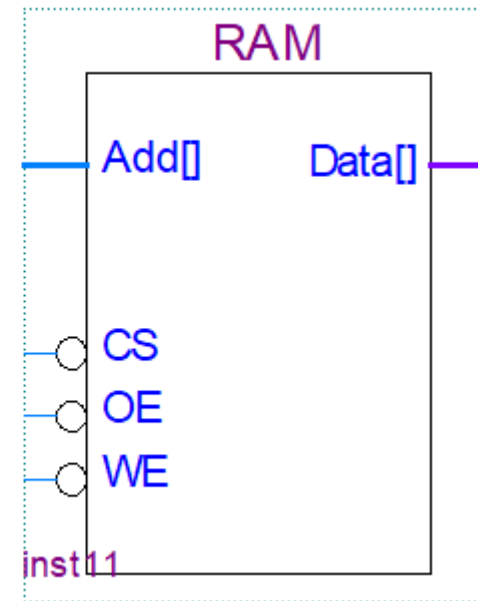 RAM
Add[] Data[]
CS
OE
WE
inst11